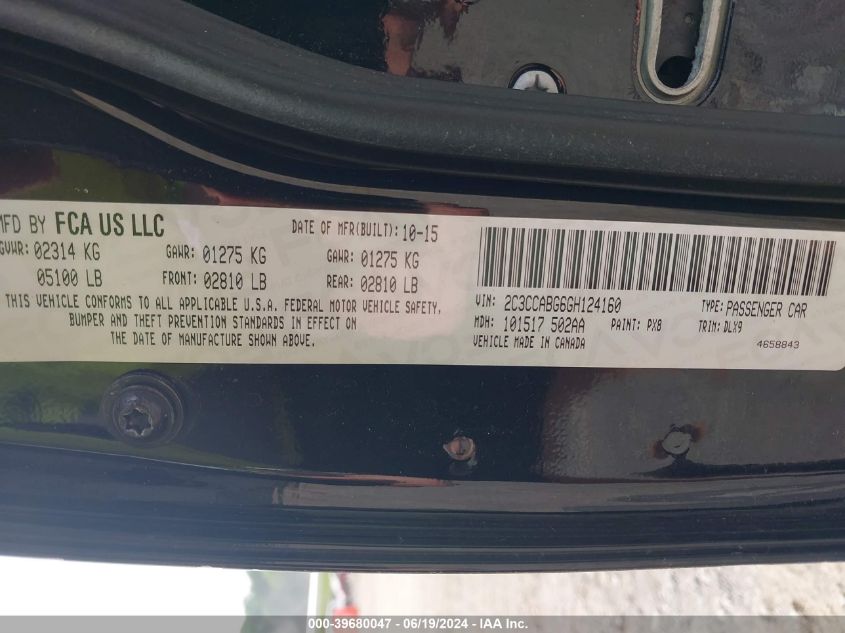 MFD BY FCA US LLC
DATE OF MFR(BUILT): 10-15
GVWR: 02314 KG GAWR: 01275 KG GAWR: 01275 KG
05100 LB FRONT: 02810 LB REAR: 02810 LB
THIS VEHICLE CONFORMS TO ALL APPLICABLE U.S.A. FEDERAL MOTOR VEHICLE SAFETY,
BUMPER AND THEFT PREVENTION STANDARDS IN EFFECT ON
THE DATE OF MANUFACTURE SHOWN ABOVE.
VIN: 2C3CCABG6GH124160 TYPE: PASSENGER CAR
MDH: 101517 502AA PAINT: PX8 TRIM: DLX9
VEHICLE MADE IN CANADA 4658843
000-39680047 - 06/19/2024 - IAA Inc.